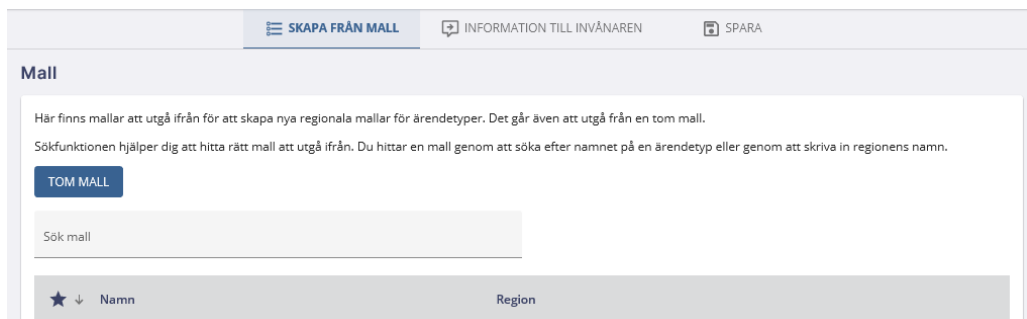 SKAPA FRÅN MALL INFORMATION TILL INVÅNAREN SPARA
Mall
Här finns mallar att utgå ifrån för att skapa nya regionala mallar för ärendetyper. Det går även att utgå från en tom mall.
Sökfunktionen hjälper dig att hitta rätt mall att utgå ifrån. Du hittar en mall genom att söka efter namnet på en ärendetyp eller genom att skriva in regionens namn.
TOM MALL
Sök mall
Namn Region